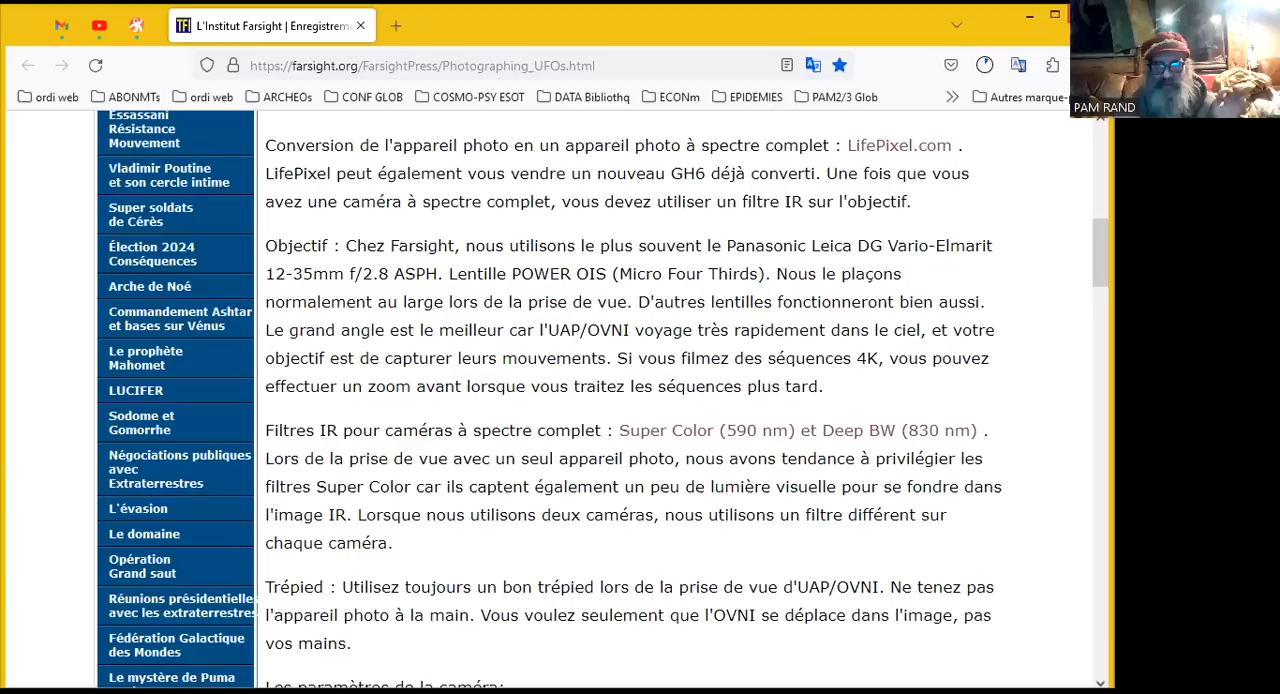 L'Institut Farsight | Enregistreme
https://farsight.org/FarsightPress/Photographing_UFOs.html
ordi web
ABONMTs
ordi web
ARCHEOs
CONF GLOB
COSMO-PSY ESOT
DATA Bibliothq
ECONm
EPIDEMIES
PAM2/3 Glob
Autres marque-
PAM RAND
Essassani
Résistance
Mouvement
Vladimir Poutine
et son cercle intime
Super soldats
de Cérès
Élection 2024
Conséquences
Arche de Noé
Commandement Ashtar
et bases sur Vénus
Le prophète
Mahomet
LUCIFER
Sodome et
Gomorrhe
Négociations publiques
avec
Extraterrestres
L'évasion
Le domaine
Opération
Grand saut
Réunions présidentielles
avec les extraterrestres
Fédération Galactique
des Mondes
Le mystère de Puma
Conversion de l'appareil photo en un appareil photo à spectre complet : LifePixel.com .
LifePixel peut également vous vendre un nouveau GH6 déjà converti. Une fois que vous
avez une caméra à spectre complet, vous devez utiliser un filtre IR sur l'objectif.
Objectif : Chez Farsight, nous utilisons le plus souvent le Panasonic Leica DG Vario-Elmarit
12-35mm f/2.8 ASPH. Lentille POWER OIS (Micro Four Thirds). Nous le plaçons
normalement au large lors de la prise de vue. D'autres lentilles fonctionneront bien aussi.
Le grand angle est le meilleur car l'UAP/OVNI voyage très rapidement dans le ciel, et votre
objectif est de capturer leurs mouvements. Si vous filmez des séquences 4K, vous pouvez
effectuer un zoom avant lorsque vous traitez les séquences plus tard.
Filtres IR pour caméras à spectre complet : Super Color (590 nm) et Deep BW (830 nm) .
Lors de la prise de vue avec un seul appareil photo, nous avons tendance à privilégier les
filtres Super Color car ils captent également un peu de lumière visuelle pour se fondre dans
l'image IR. Lorsque nous utilisons deux caméras, nous utilisons un filtre différent sur
chaque caméra.
Trépied : Utilisez toujours un bon trépied lors de la prise de vue d'UAP/OVNI. Ne tenez pas
l'appareil photo à la main. Vous voulez seulement que l'OVNI se déplace dans l'image, pas
vos mains.
Les paramètres de la caméra: